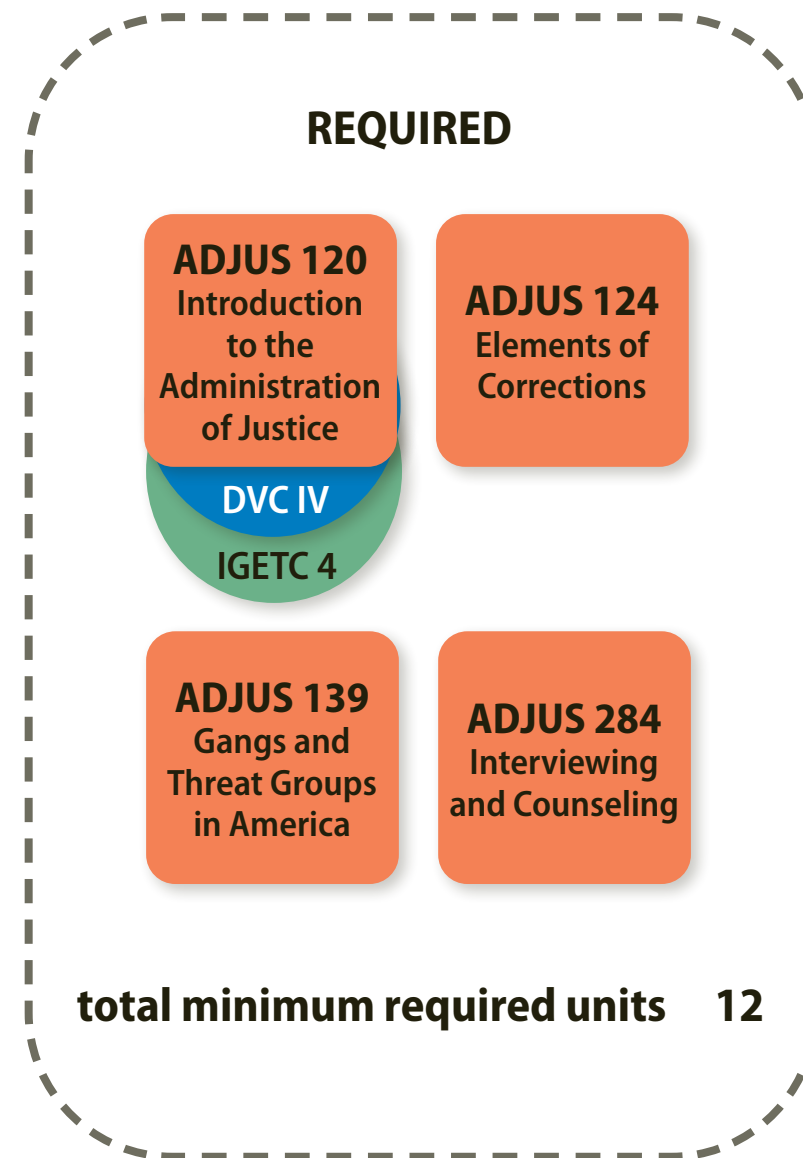 REQUIRED
ADJUS 120
Introduction
to the
Administration
of Justice
DVC IV
IGETC 4
ADJUS 124
Elements of
Corrections
ADJUS 139
Gangs and
Threat Groups
in America
ADJUS 284
Interviewing
and Counseling
total minimum required units 12